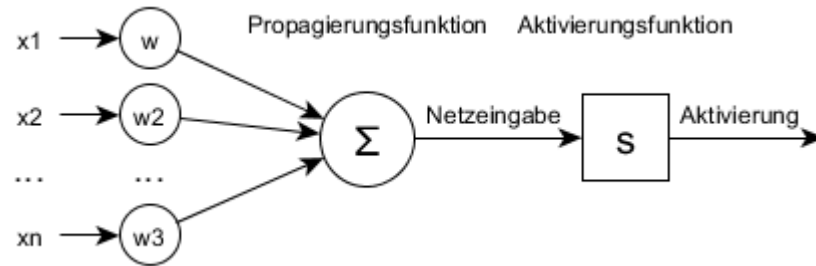 Propagierungsfunktion Aktivierungsfunktion
x1 w
x2 w2
Σ Netzeingabe S Aktivierung
... ...
xn w3